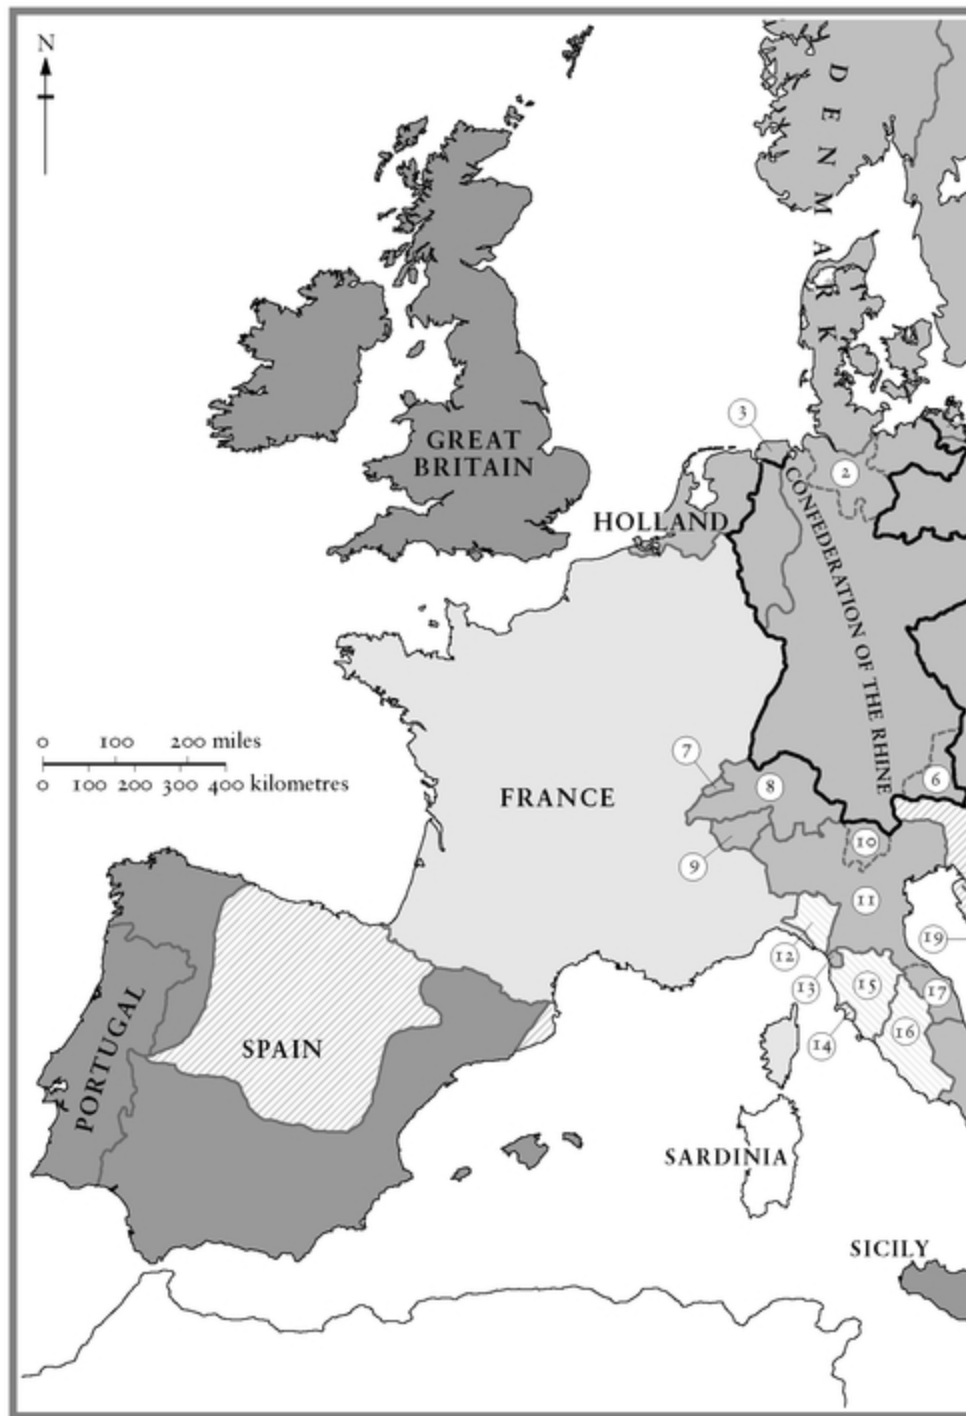 N
DENMARK
3
GREAT
BRITAIN
2
HOLLAND
CONFEDERATION OF THE RHINE
0 100 200 miles
0 100 200 300 400 kilometres
7
8
6
FRANCE
10
9
11
19
12
13
15
17
14
16
PORTUGAL
SPAIN
SARDINIA
SICILY